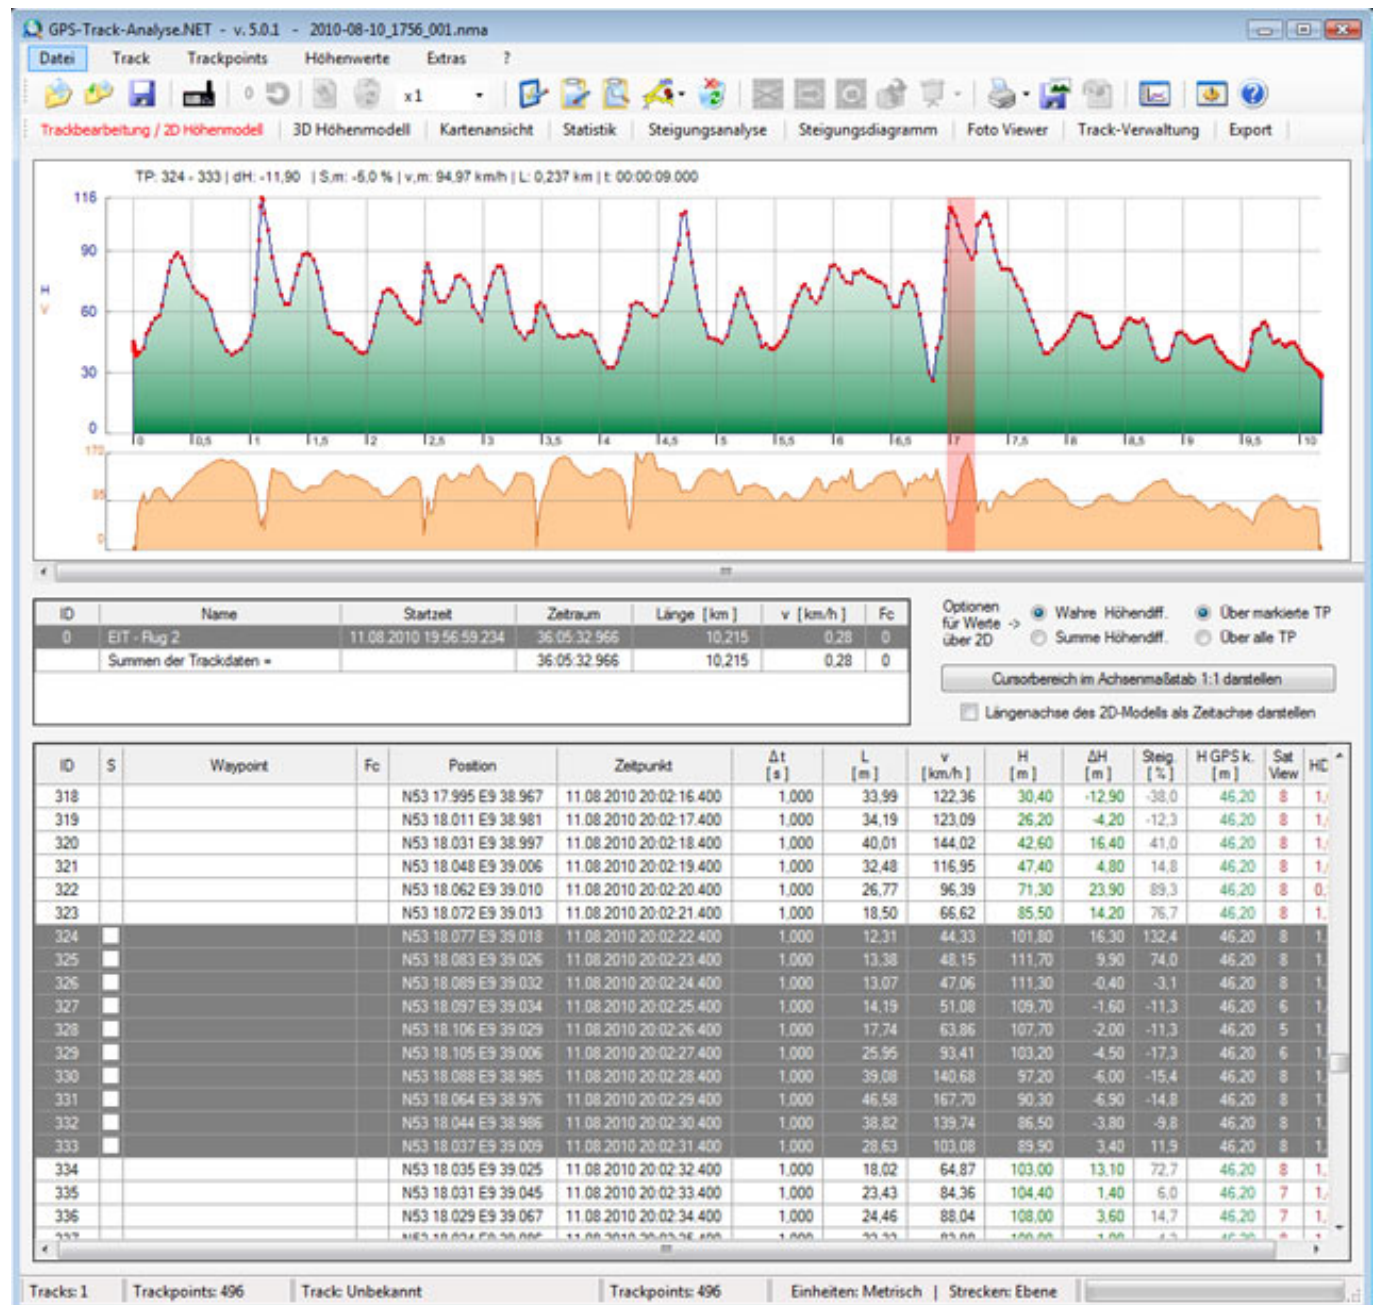 GPS-Track-Analyse.NET - v. 5.0.1 - 2010-08-10_1756_001.nma
Datei Track Trackpoints Höhenwerte Extras ?
0 x1
Trackbearbeitung / 2D Höhenmodell 3D Höhenmodell Kartenansicht Statistik Steigungsanalyse Steigungsdiagramm Foto Viewer Track-Verwaltung Export
TP: 324 - 333 | dH: -11,90 | S,m: -5,0 % | v,m: 94,97 km/h | L: 0,237 km | t: 00:00:09.000
116
90
H
V
60
30
0
0 0,5 1 1,5 2 2,5 3 3,5 4 4,5 5 5,5 6 6,5 7 7,5 8 8,5 9 9,5 10
170
85
0
ID Name Startzeit Zeitraum Länge [km] v [km/h] Fc
0 EIT - Flug 2 11.08.2010 19:56:59.234 36:05:32.966 10,215 0,28 0
Summen der Trackdaten = 36:05:32.966 10,215 0,28 0
Optionen für Werte -> über 2D
Wahre Höhendiff. Über markierte TP
Summe Höhendiff. Über alle TP
Cursorbereich im Achsenmaßstab 1:1 darstellen
Längenachse des 2D-Modells als Zeitachse darstellen
ID S Waypoint Fc Position Zeitpunkt Δt [s] L [m] v [km/h] H [m] ΔH [m] Steig. [%] H GPS k. [m] Sat View HD
318 N53 17.995 E9 38.967 11.08.2010 20:02:16.400 1,000 33,99 122,36 30,40 -12,90 -38,0 46,20 8 1,
319 N53 18.011 E9 38.981 11.08.2010 20:02:17.400 1,000 34,19 123,09 26,20 -4,20 -12,3 46,20 8 1,
320 N53 18.031 E9 38.997 11.08.2010 20:02:18.400 1,000 40,01 144,02 42,60 16,40 41,0 46,20 8 1,
321 N53 18.048 E9 39.006 11.08.2010 20:02:19.400 1,000 32,48 116,95 47,40 4,80 14,8 46,20 8 1,
322 N53 18.062 E9 39.010 11.08.2010 20:02:20.400 1,000 26,77 96,39 71,30 23,90 89,3 46,20 8 0,
323 N53 18.072 E9 39.013 11.08.2010 20:02:21.400 1,000 18,50 66,62 85,50 14,20 76,7 46,20 8 1,
324 N53 18.077 E9 39.018 11.08.2010 20:02:22.400 1,000 12,31 44,33 101,80 16,30 132,4 46,20 8 1,
325 N53 18.083 E9 39.026 11.08.2010 20:02:23.400 1,000 13,38 48,15 111,70 9,90 74,0 46,20 8 1,
326 N53 18.089 E9 39.032 11.08.2010 20:02:24.400 1,000 13,07 47,06 111,30 -0,40 -3,1 46,20 8 1,
327 N53 18.097 E9 39.034 11.08.2010 20:02:25.400 1,000 14,19 51,08 109,70 -1,60 -11,3 46,20 6 1,
328 N53 18.106 E9 39.029 11.08.2010 20:02:26.400 1,000 17,74 63,86 107,70 -2,00 -11,3 46,20 5 1,
329 N53 18.105 E9 39.006 11.08.2010 20:02:27.400 1,000 25,95 93,41 103,20 -4,50 -17,3 46,20 6 1,
330 N53 18.088 E9 38.985 11.08.2010 20:02:28.400 1,000 39,08 140,68 97,20 -6,00 -15,4 46,20 8 1,
331 N53 18.064 E9 38.976 11.08.2010 20:02:29.400 1,000 46,58 167,70 90,30 -6,90 -14,8 46,20 8 1,
332 N53 18.044 E9 38.986 11.08.2010 20:02:30.400 1,000 38,82 139,74 86,50 -3,80 -9,8 46,20 8 1,
333 N53 18.037 E9 39.009 11.08.2010 20:02:31.400 1,000 28,63 103,08 89,90 3,40 11,9 46,20 8 1,
334 N53 18.035 E9 39.025 11.08.2010 20:02:32.400 1,000 18,02 64,87 103,00 13,10 72,7 46,20 8 1,
335 N53 18.031 E9 39.045 11.08.2010 20:02:33.400 1,000 23,43 84,36 104,40 1,40 6,0 46,20 7 1,
336 N53 18.029 E9 39.067 11.08.2010 20:02:34.400 1,000 24,46 88,04 108,00 3,60 14,7 46,20 7 1,
Tracks: 1 Trackpoints: 496 Track: Unbekannt Trackpoints: 496 Einheiten: Metrisch | Strecken: Ebene